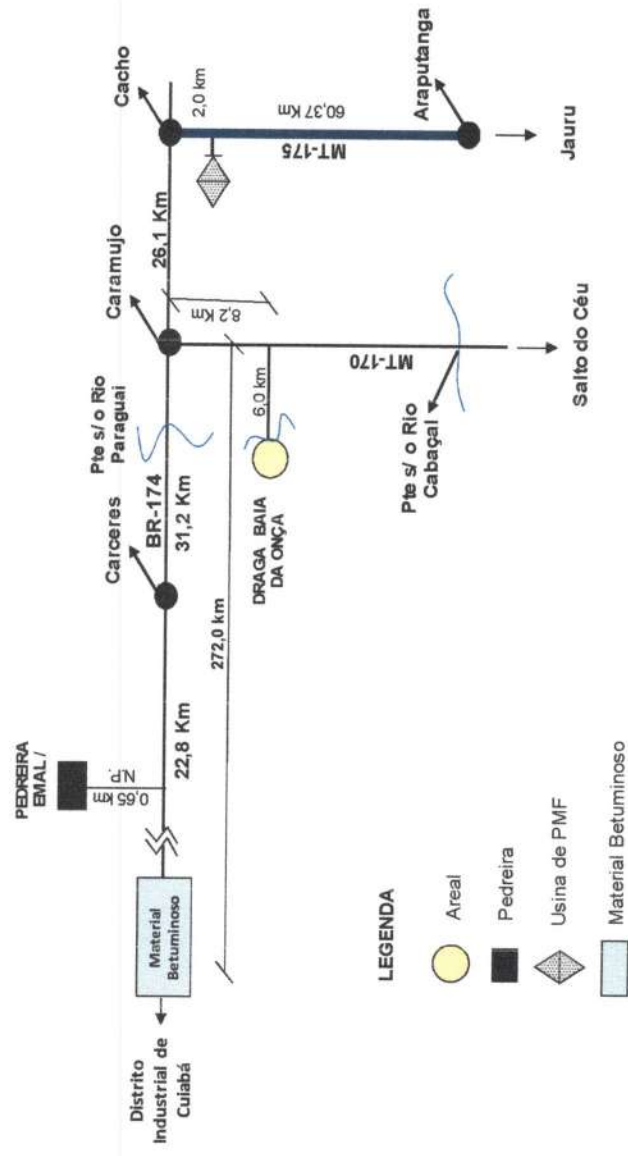 PEDREIRA
EMAL /
0,65 km
N.P.
22,8 Km
Carceres
BR-174
31,2 Km
Pte s/ o Rio
Paraguai
Caramujo
26,1 Km
Cacho
2,0 km
60,37 Km
MT-175
Araputanga
Jauru
8,2 Km
6,0 km
DRAGA BAIA
DA ONÇA
MT-170
Pte s/ o Rio
Cabaçal
Salto do Céu
272,0 km
Material
Betuminoso
Distrito
Industrial de
Cuiabá
LEGENDA
Areal
Pedreira
Usina de PMF
Material Betuminoso